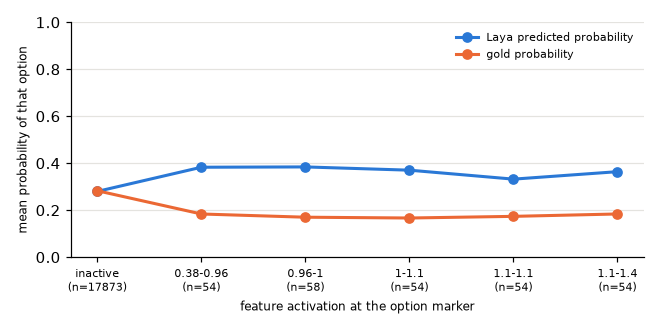 1.0
0.8
0.6
0.4
0.2
0.0
mean probability of that option
Laya predicted probability
gold probability
inactive
(n=17873)
0.38-0.96
(n=54)
0.96-1
(n=58)
1-1.1
(n=54)
1.1-1.1
(n=54)
1.1-1.4
(n=54)
feature activation at the option marker